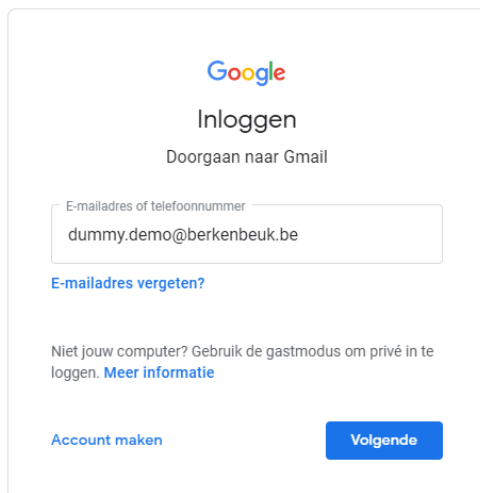 Google
Inloggen
Doorgaan naar Gmail
E-mailadres of telefoonnummer
dummy.demo@berkenbeuk.be
E-mailadres vergeten?
Niet jouw computer? Gebruik de gastmodus om privé in te
loggen. Meer informatie
Account maken
Volgende